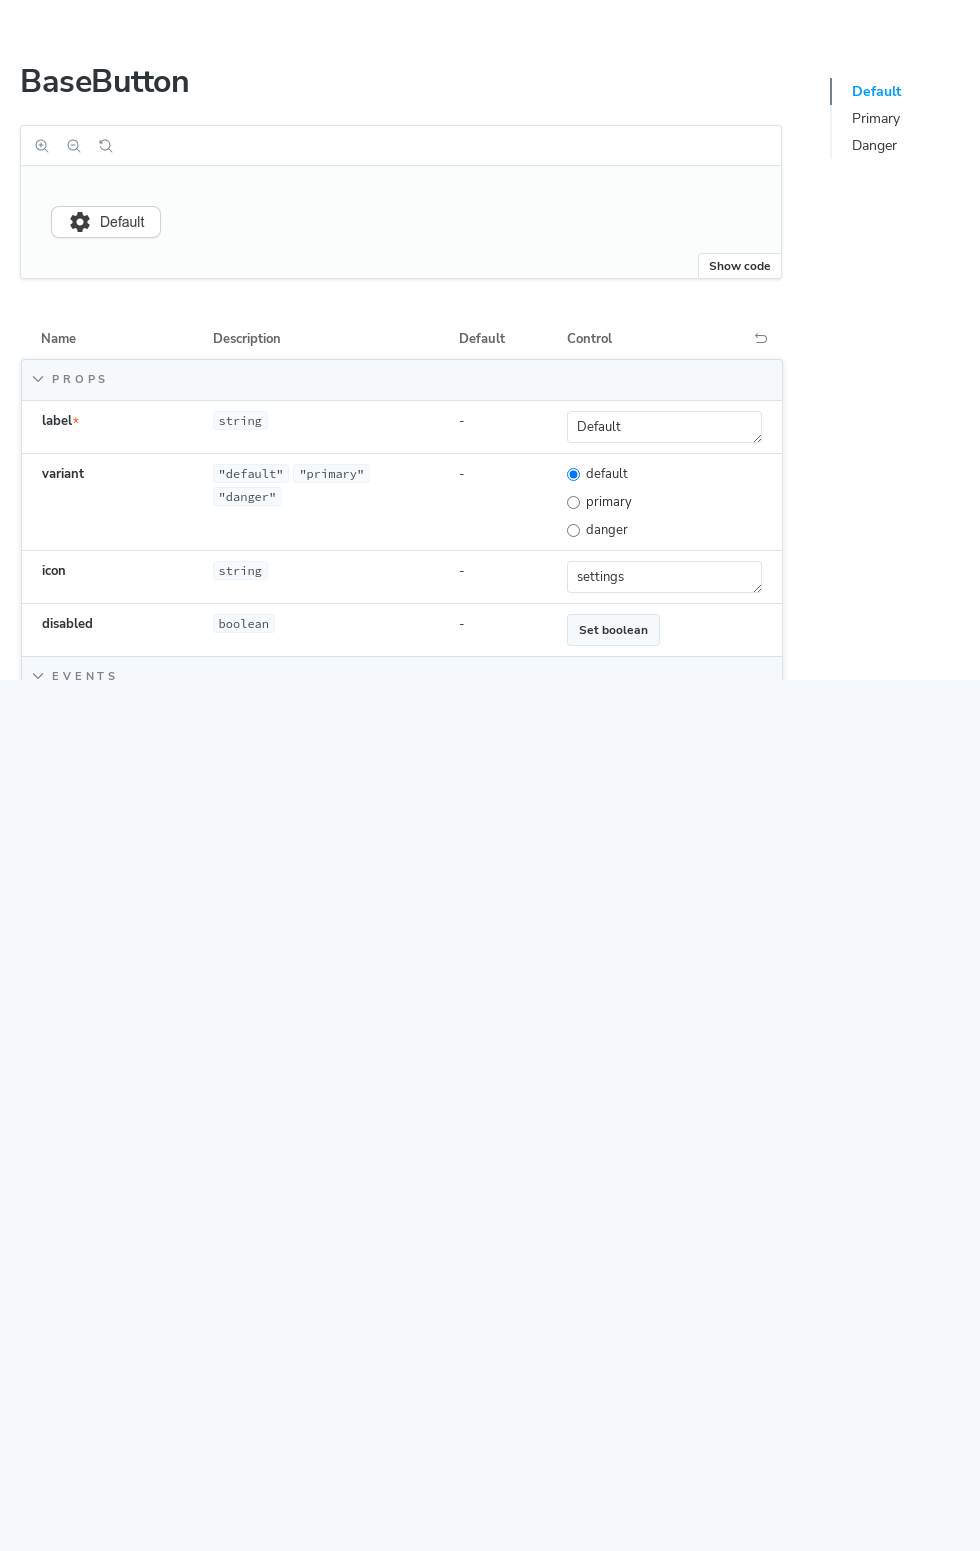 BaseButton
Default
Primary
Danger
Default
Show code
Name Description Default Control
PROPS
label* string - Default
variant "default" "primary" "danger" - default
primary
danger
icon string - settings
disabled boolean - Set boolean
EVENTS